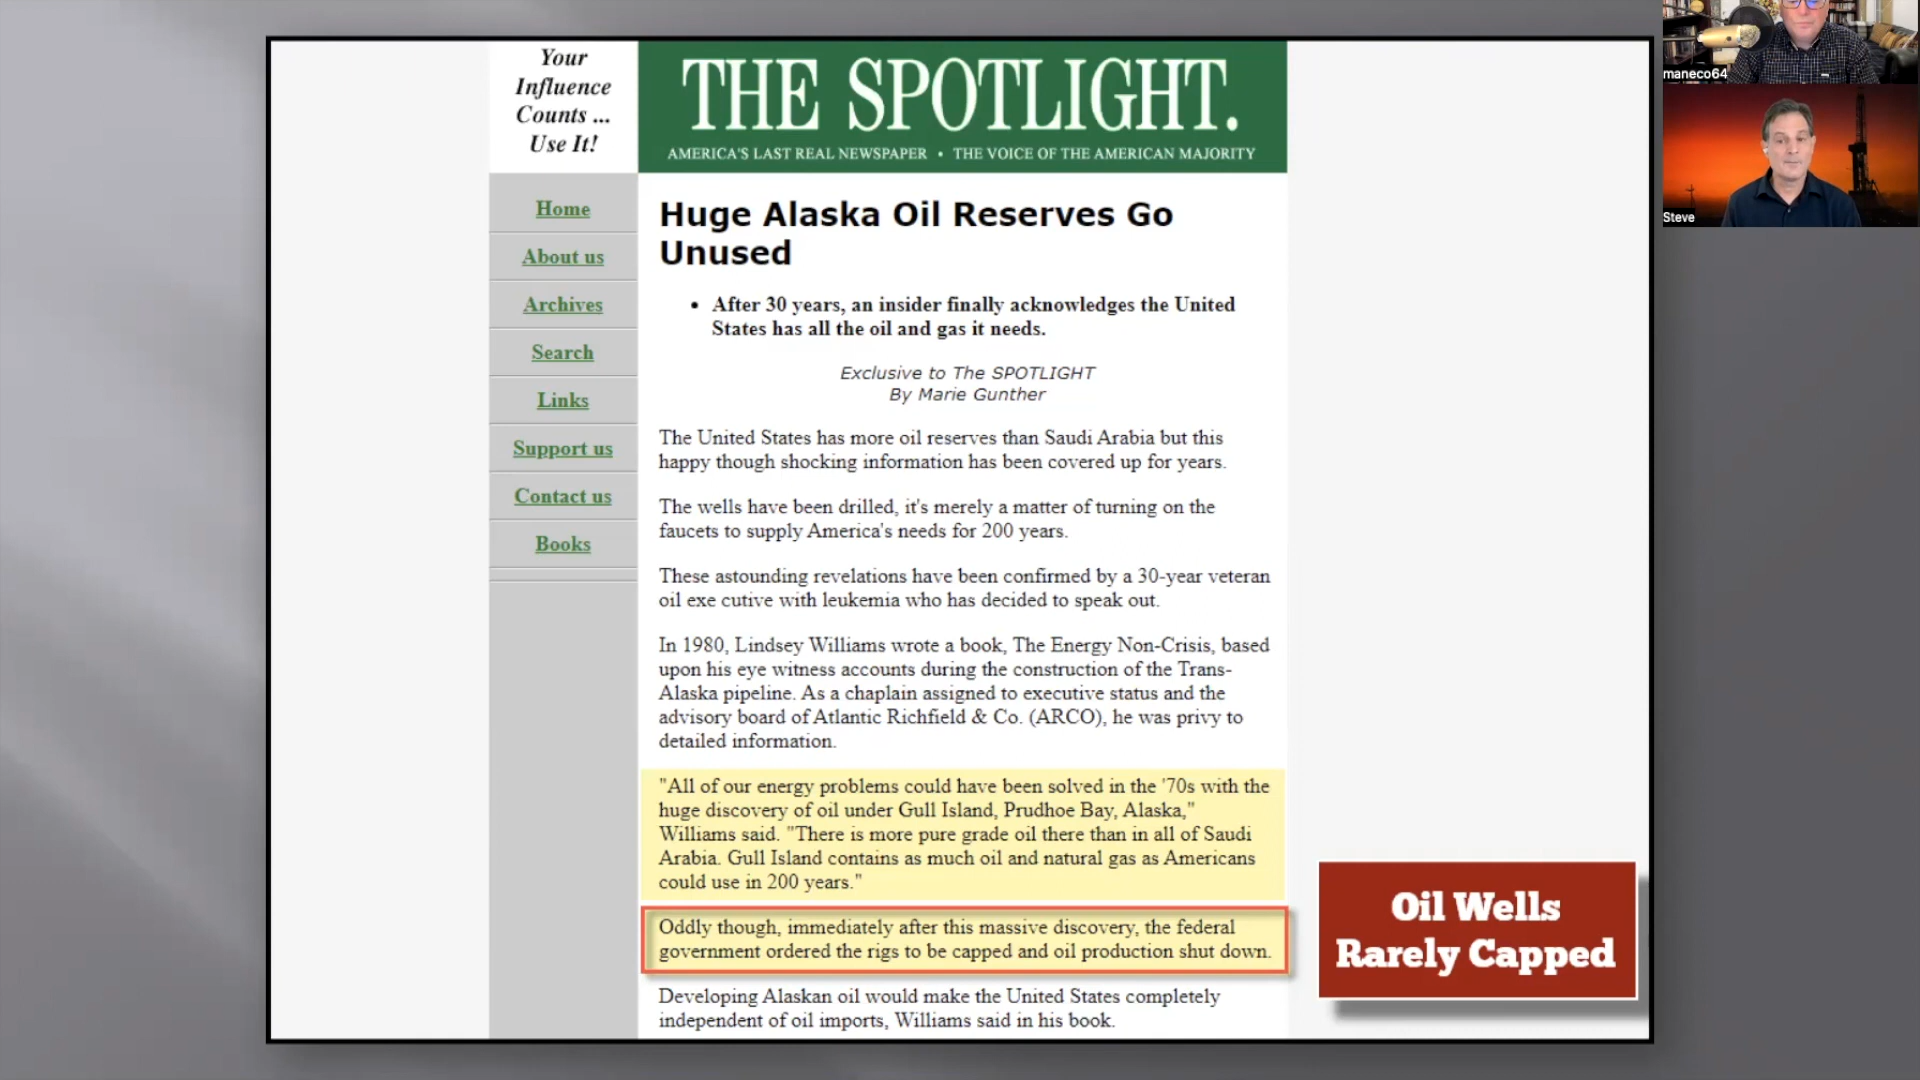 Your
Influence
Counts ...
Use It!
THE SPOTLIGHT.
AMERICA'S LAST REAL NEWSPAPER • THE VOICE OF THE AMERICAN MAJORITY
Home
About us
Archives
Search
Links
Support us
Contact us
Books
Huge Alaska Oil Reserves Go
Unused
• After 30 years, an insider finally acknowledges the United
States has all the oil and gas it needs.
Exclusive to The SPOTLIGHT
By Marie Gunther
The United States has more oil reserves than Saudi Arabia but this
happy though shocking information has been covered up for years.
The wells have been drilled, it's merely a matter of turning on the
faucets to supply America's needs for 200 years.
These astounding revelations have been confirmed by a 30-year veteran
oil exe cutive with leukemia who has decided to speak out.
In 1980, Lindsey Williams wrote a book, The Energy Non-Crisis, based
upon his eye witness accounts during the construction of the Trans-
Alaska pipeline. As a chaplain assigned to executive status and the
advisory board of Atlantic Richfield & Co. (ARCO), he was privy to
detailed information.
"All of our energy problems could have been solved in the '70s with the
huge discovery of oil under Gull Island, Prudhoe Bay, Alaska,"
Williams said. "There is more pure grade oil there than in all of Saudi
Arabia. Gull Island contains as much oil and natural gas as Americans
could use in 200 years."
Oddly though, immediately after this massive discovery, the federal
government ordered the rigs to be capped and oil production shut down.
Developing Alaskan oil would make the United States completely
independent of oil imports, Williams said in his book.
Oil Wells
Rarely Capped
maneco64
Steve